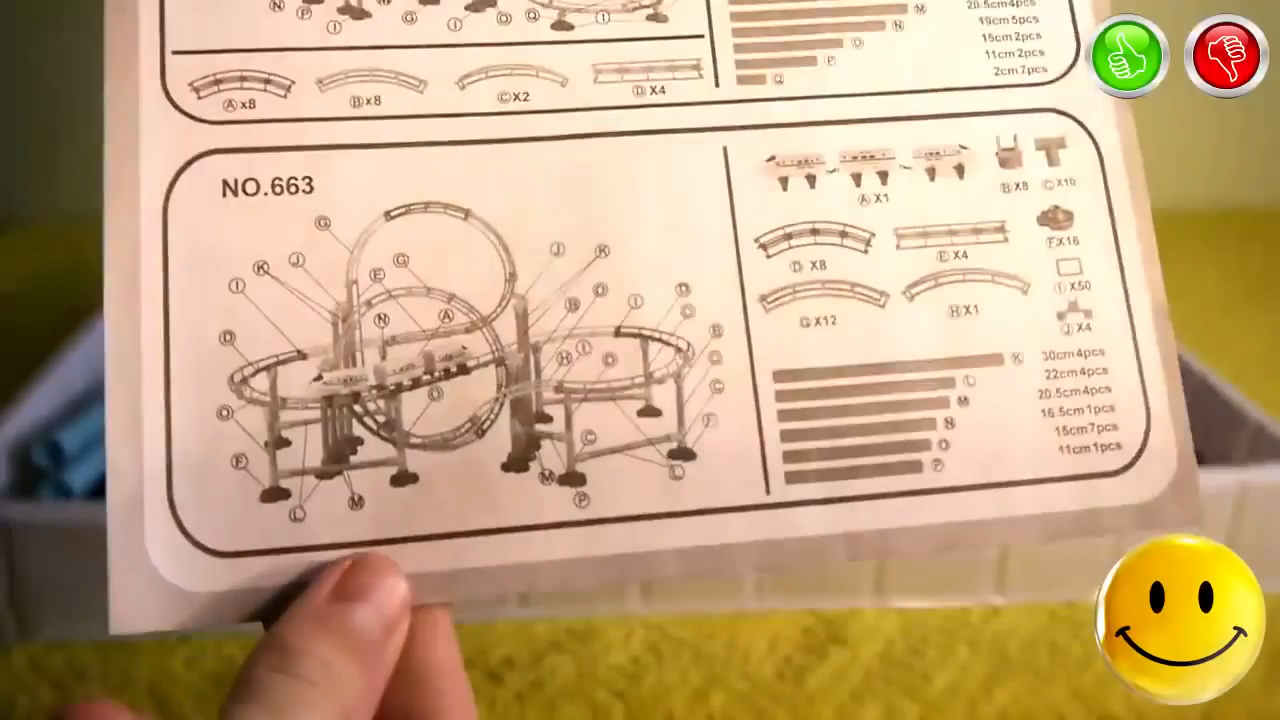 N P I M G I O Q I
Ⓐx8 Ⓑx8 ⒸX2 ⒹX4
M 20.5cm4pcs
N 19cm5pcs
O 15cm2pcs
P 11cm2pcs
Q 2cm7pcs
NO.663
G J K I E G J K
N A B O I D C
D H I O B
O O G C
F C I
L M M P L
ⒶX1 ⒷX8 ⒸX10
ⒹX8 ⒺX4 ⒻX16
ⒼX12 ⒽX1 ⒾX50
ⒿX4
K 30cm4pcs
L 22cm4pcs
M 20.5cm4pcs
N 16.5cm1pcs
O 15cm7pcs
P 11cm1pcs